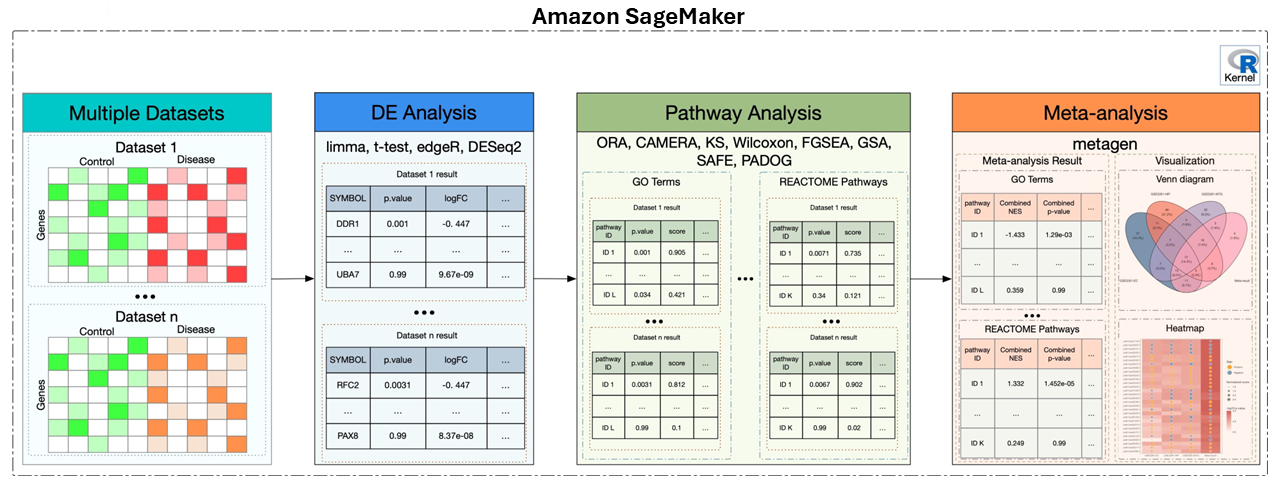 Amazon SageMaker
R
Kernel
Multiple Datasets
Dataset 1
Control Disease
Genes
...
Dataset n
Control Disease
Genes
DE Analysis
limma, t-test, edgeR, DESeq2
Dataset 1 result
SYMBOL p.value logFC ...
DDR1 0.001 -0. 447 ...
... ... ... ...
UBA7 0.99 9.67e-09 ...
...
Dataset n result
SYMBOL p.value logFC ...
RFC2 0.0031 -0. 447 ...
... ... ... ...
PAX8 0.99 8.37e-08 ...
Pathway Analysis
ORA, CAMERA, KS, Wilcoxon, FGSEA, GSA,
SAFE, PADOG
GO Terms
Dataset 1 result
pathway
ID p.value score ...
ID 1 0.001 0.905 ...
... ... ... ...
ID L 0.034 0.421 ...
...
Dataset n result
pathway
ID p.value score ...
ID 1 0.0031 0.812 ...
... ... ... ...
ID L 0.99 0.1 ...
...
REACTOME Pathways
Dataset 1 result
pathway
ID p.value score ...
ID 1 0.0071 0.735 ...
... ... ... ...
ID K 0.34 0.121 ...
...
Dataset n result
pathway
ID p.value score ...
ID 1 0.0067 0.902 ...
... ... ... ...
ID K 0.99 0.02 ...
Meta-analysis
metagen
Meta-analysis Result
GO Terms
pathway Combined Combined ...
ID NES p-value
ID 1 -1.433 1.29e-03 ...
... ... ... ...
ID L 0.359 0.99 ...
...
REACTOME Pathways
pathway Combined Combined ...
ID NES p-value
ID 1 1.332 1.452e-05 ...
... ... ... ...
ID K 0.249 0.99 ...
Visualization
Venn diagram
Heatmap